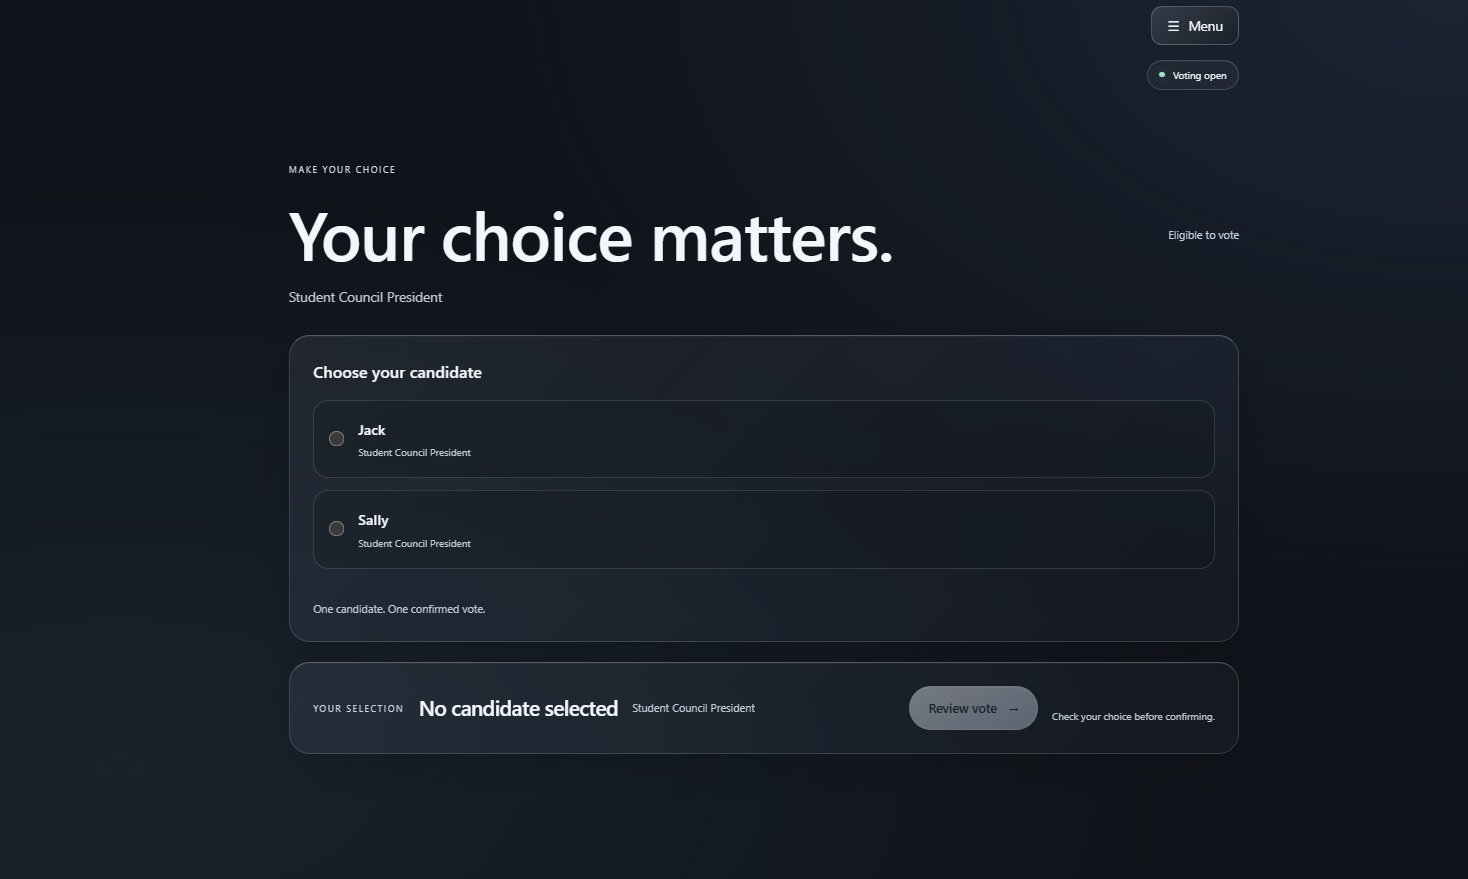 ☰ Menu
Voting open
MAKE YOUR CHOICE
Your choice matters.
Eligible to vote
Student Council President
Choose your candidate
Jack
Student Council President
Sally
Student Council President
One candidate. One confirmed vote.
YOUR SELECTION No candidate selected Student Council President Review vote → Check your choice before confirming.